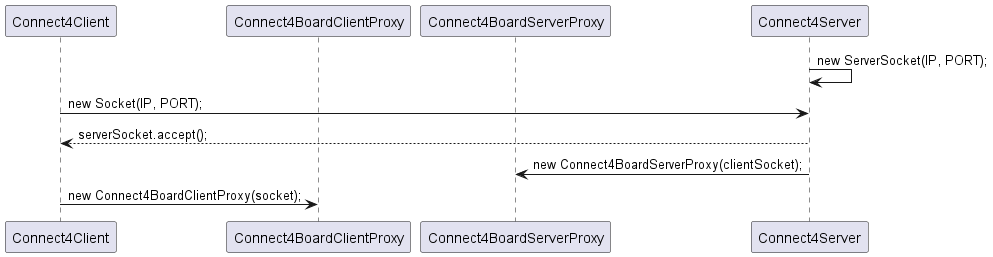 Connect4Client Connect4BoardClientProxy Connect4BoardServerProxy Connect4Server
new ServerSocket(IP, PORT);
new Socket(IP, PORT);
serverSocket.accept();
new Connect4BoardServerProxy(clientSocket);
new Connect4BoardClientProxy(socket);
Connect4Client Connect4BoardClientProxy Connect4BoardServerProxy Connect4Server